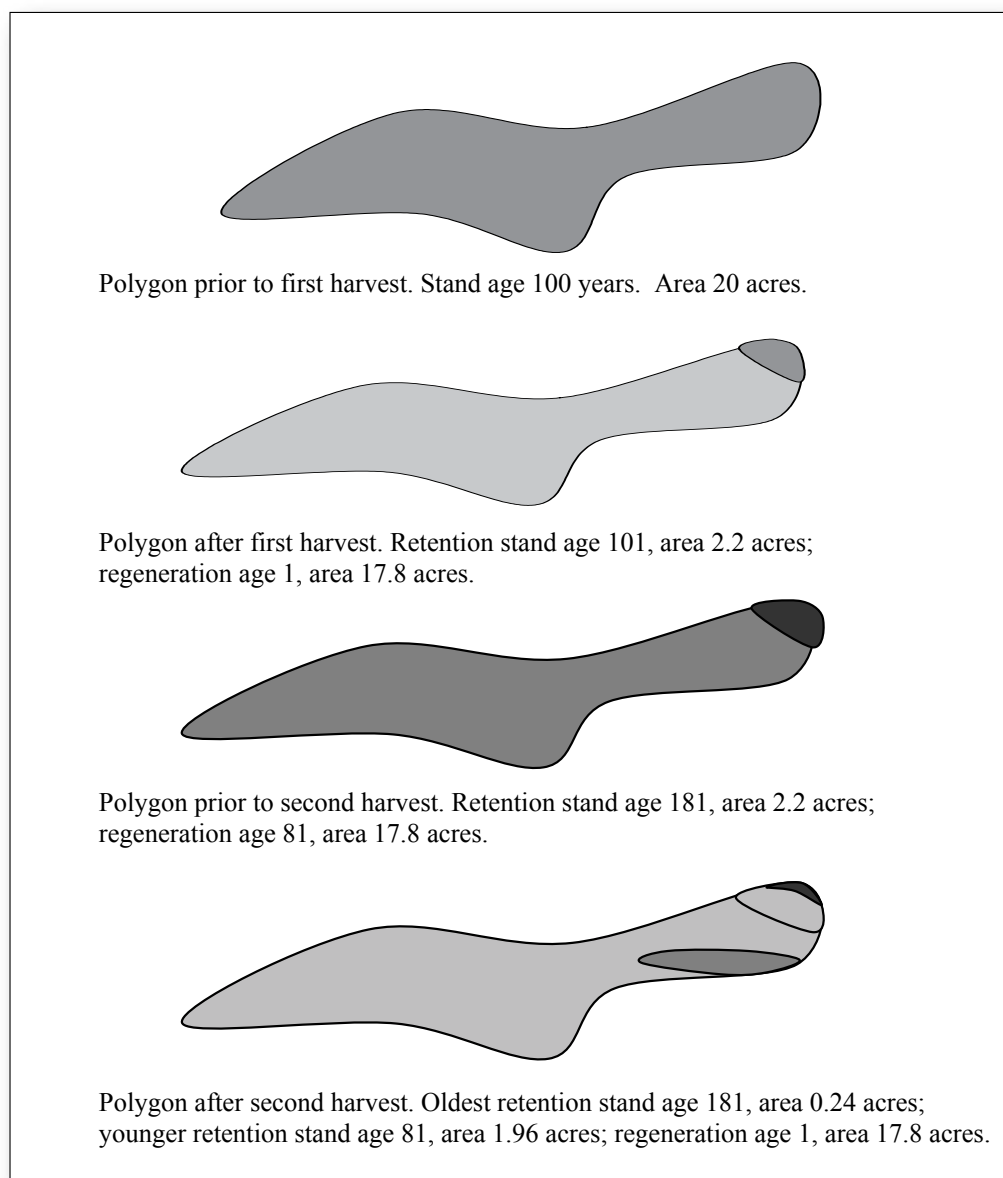 Polygon prior to first harvest. Stand age 100 years.  Area 20 acres.
Polygon after first harvest. Retention stand age 101, area 2.2 acres;
regeneration age 1, area 17.8 acres.
Polygon prior to second harvest. Retention stand age 181, area 2.2 acres;
regeneration age 81, area 17.8 acres.
Polygon after second harvest. Oldest retention stand age 181, area 0.24 acres;
younger retention stand age 81, area 1.96 acres; regeneration age 1, area 17.8 acres.